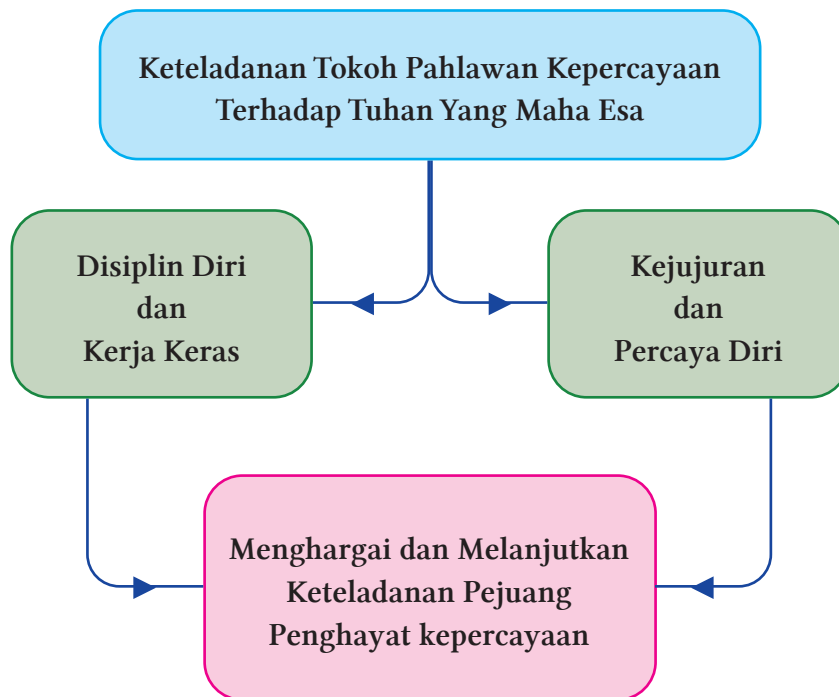 Keteladanan Tokoh Pahlawan Kepercayaan
Terhadap Tuhan Yang Maha Esa
Disiplin Diri
dan
Kerja Keras
Kejujuran
dan
Percaya Diri
Menghargai dan Melanjutkan
Keteladanan Pejuang
Penghayat kepercayaan